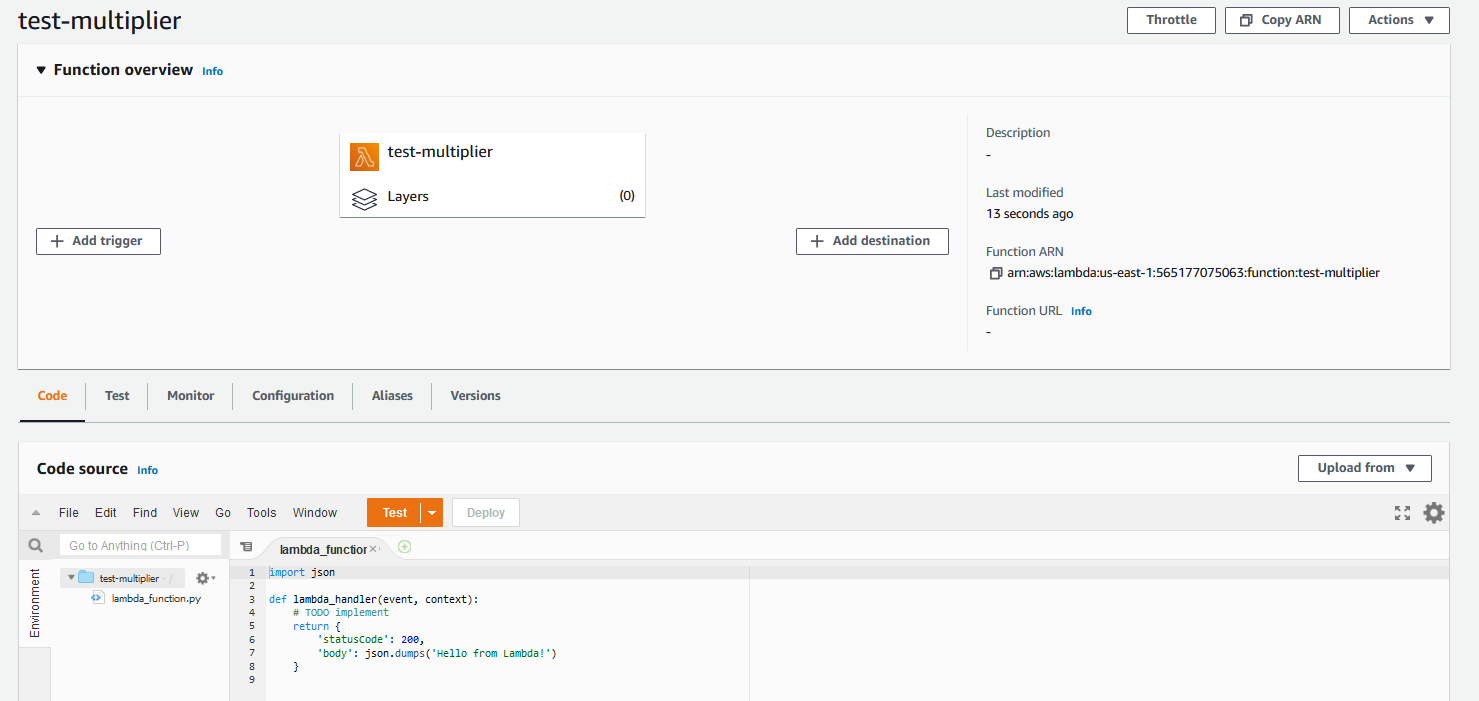 test-multiplier
Throttle
Copy ARN
Actions
Function overview Info
test-multiplier
Layers (0)
Add trigger
Add destination
Description
-
Last modified
13 seconds ago
Function ARN
arn:aws:lambda:us-east-1:565177075063:function:test-multiplier
Function URL Info
-
Code Test Monitor Configuration Aliases Versions
Code source Info
Upload from
File Edit Find View Go Tools Window Test Deploy
Go to Anything (Ctrl-P)
lambda_function
Environment
test-multiplier - /
lambda_function.py
1 import json
2
3 def lambda_handler(event, context):
4 # TODO implement
5 return {
6 'statusCode': 200,
7 'body': json.dumps('Hello from Lambda!')
8 }
9